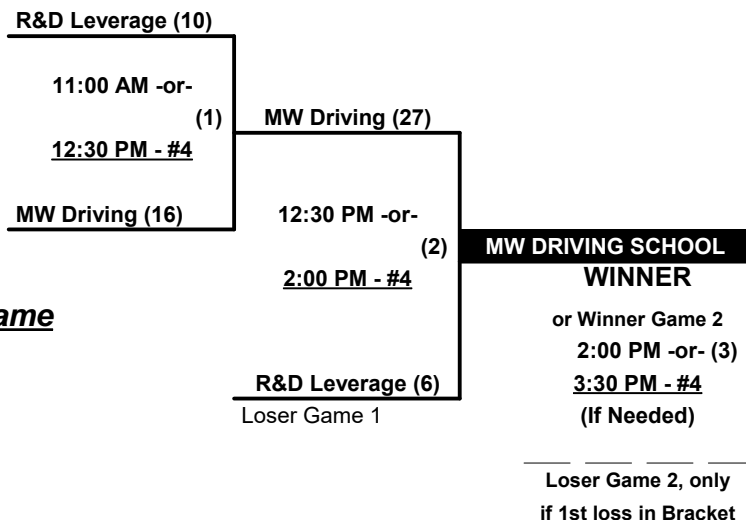 R&D Leverage (10)
11:00 AM -or-
(1)
MW Driving (27)
12:30 PM - #4
MW Driving (16)
12:30 PM -or-
(2)
MW DRIVING SCHOOL
2:00 PM - #4
WINNER
ame
or Winner Game 2
2:00 PM -or- (3)
R&D Leverage (6)
3:30 PM - #4
Loser Game 1
(If Needed)
Loser Game 2, only
if 1st loss in Bracket